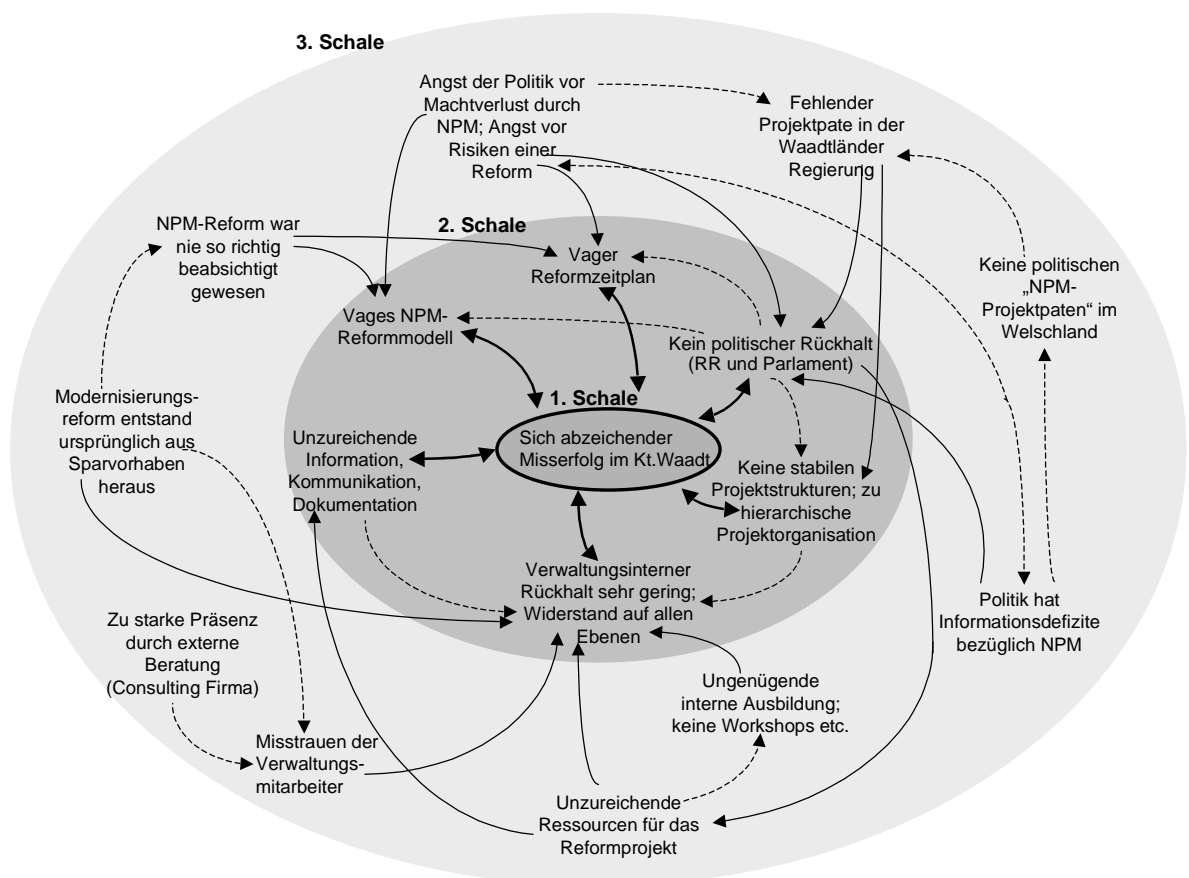 3. Schale
Angst der Politik vor
Machtverlust durch
NPM; Angst vor
Risiken einer
Reform
Fehlender
Projektpate in der
Waadtländer
Regierung
NPM-Reform war
nie so richtig
beabsichtigt
gewesen
2. Schale
Vager
Reformzeitplan
Keine politischen
„NPM-
Projektpaten“ im
Welschland
Vages NPM-
Reformmodell
Kein politischer Rückhalt
(RR und Parlament)
Modernisierungs-
reform entstand
ursprünglich aus
Sparvorhaben
heraus
1. Schale
Sich abzeichender
Misserfolg im Kt.Waadt
Unzureichende
Information,
Kommunikation,
Dokumentation
Keine stabilen
Projektstrukturen; zu
hierarchische
Projektorganisation
Verwaltungsinterner
Rückhalt sehr gering;
Widerstand auf allen
Ebenen
Politik hat
Informationsdefizite
bezüglich NPM
Zu starke Präsenz
durch externe
Beratung
(Consulting Firma)
Ungenügende
interne Ausbildung;
keine Workshops etc.
Misstrauen der
Verwaltungs-
mitarbeiter
Unzureichende
Ressourcen für das
Reformprojekt